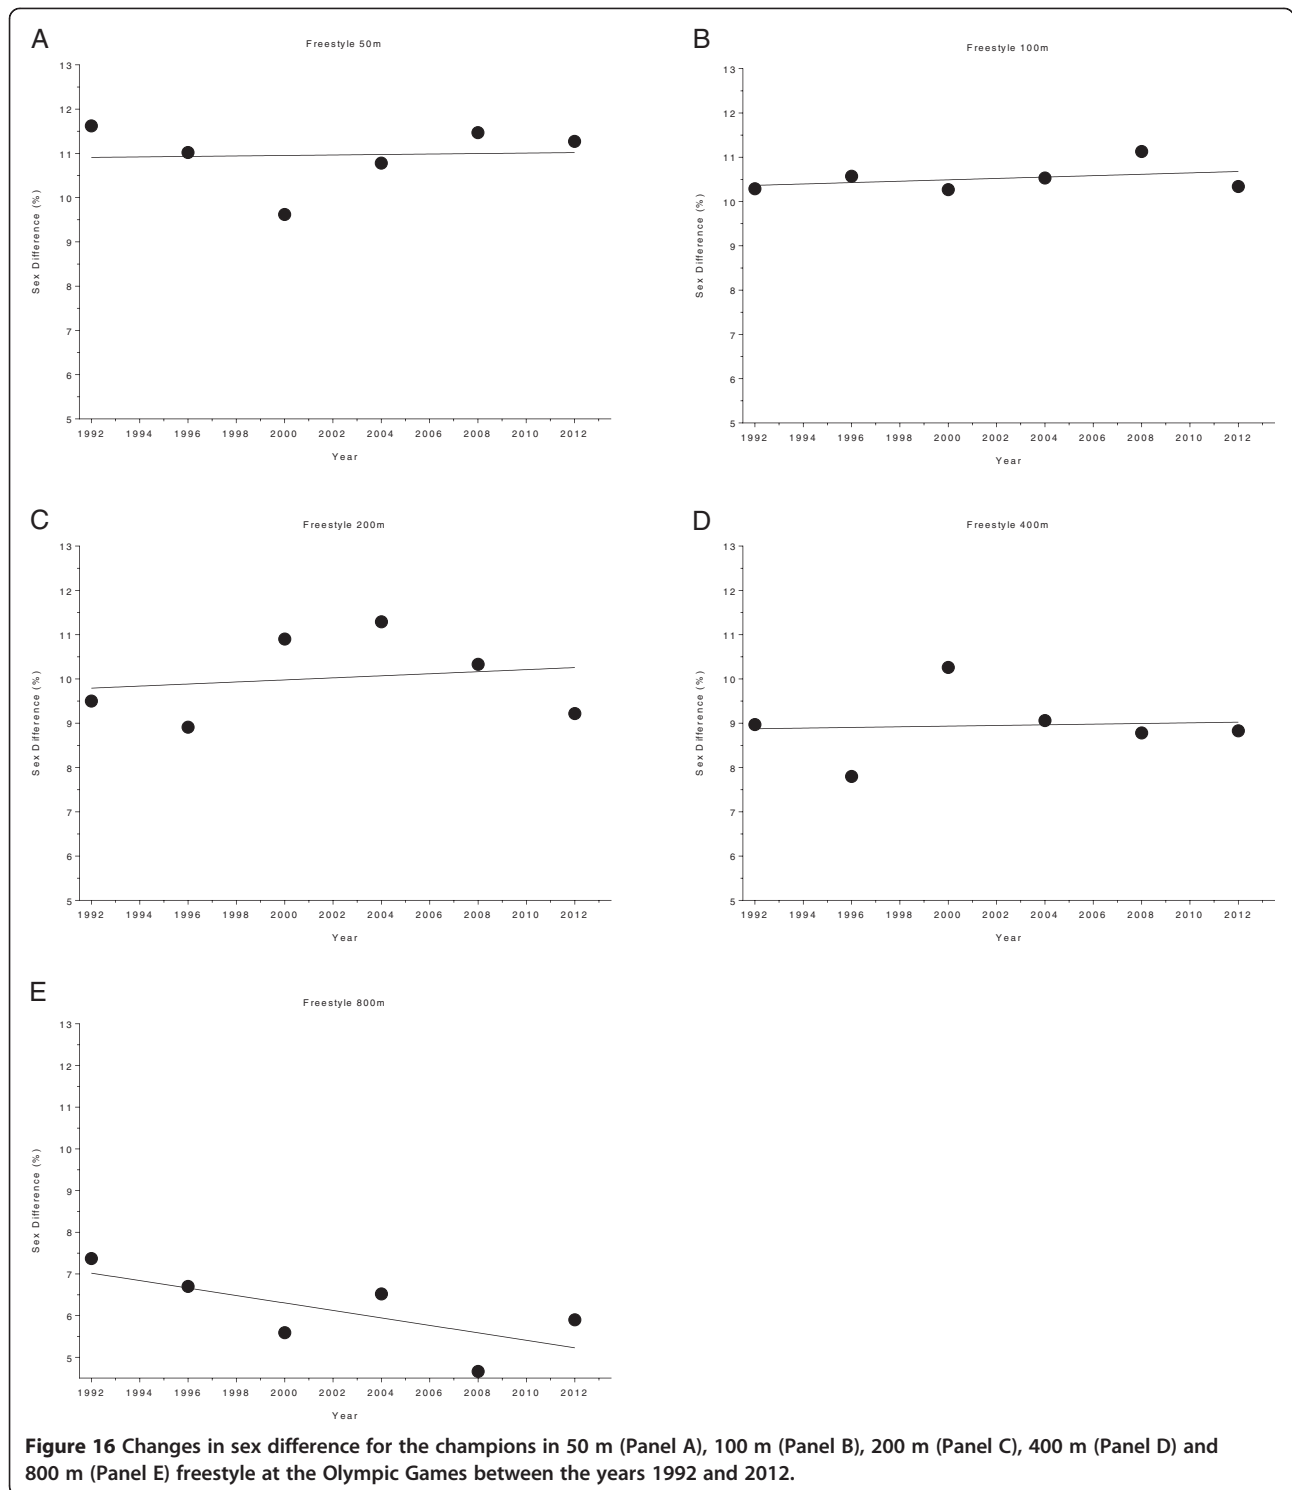 A
Freestyle 50m
13
12
11
10
9
8
7
6
5
Sex Difference (%)
1992 1994 1996 1998 2000 2002 2004 2006 2008 2010 2012
Year
B
Freestyle 100m
13
12
11
10
9
8
7
6
5
Sex Difference (%)
1992 1994 1996 1998 2000 2002 2004 2006 2008 2010 2012
Year
C
Freestyle 200m
13
12
11
10
9
8
7
6
5
Sex Difference (%)
1992 1994 1996 1998 2000 2002 2004 2006 2008 2010 2012
Year
D
Freestyle 400m
13
12
11
10
9
8
7
6
5
Sex Difference (%)
1992 1994 1996 1998 2000 2002 2004 2006 2008 2010 2012
Year
E
Freestyle 800m
13
12
11
10
9
8
7
6
5
Sex Difference (%)
1992 1994 1996 1998 2000 2002 2004 2006 2008 2010 2012
Year
Figure 16 Changes in sex difference for the champions in 50 m (Panel A), 100 m (Panel B), 200 m (Panel C), 400 m (Panel D) and
800 m (Panel E) freestyle at the Olympic Games between the years 1992 and 2012.